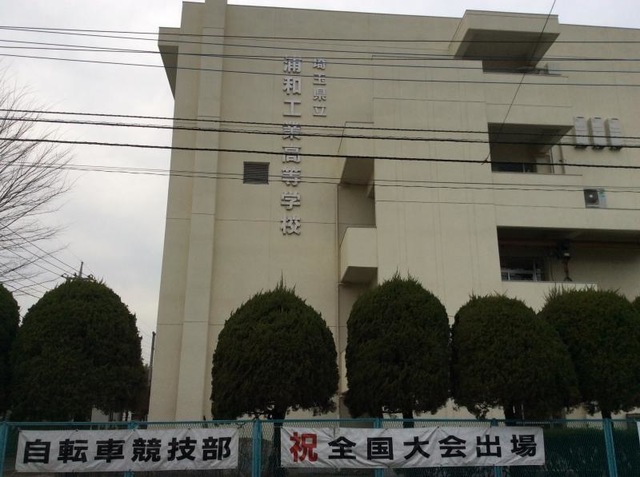 埼玉県立
浦和工業高等学校
自転車競技部
祝 全国大会出場